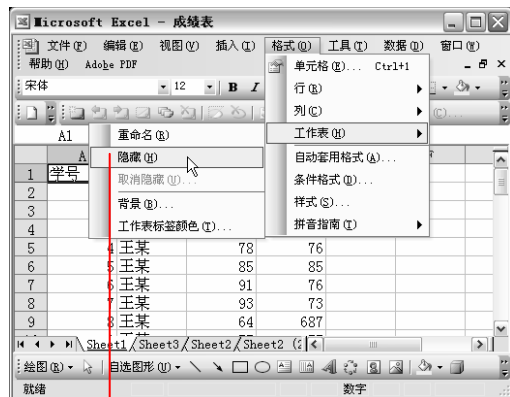 Microsoft Excel - 成绩表
文件(F) 编辑(E) 视图(V) 插入(I) 格式(O) 工具(T) 数据(D) 窗口(W)
帮助(H) Adobe PDF
宋体 12 B I
单元格(E)... Ctrl+1
行(R)
列(C)
工作表(H)
自动套用格式(A)...
条件格式(D)...
样式(S)...
拼音指南(T)
A1
重命名(R)
隐藏(H)
取消隐藏(U)...
背景(B)...
工作表标签颜色(T)...
A
1 学号
2
3
4
5 4 王某 78 76
6 5 王某 85 85
7 6 王某 91 76
8 7 王某 93 73
9 8 王某 64 687
Sheet1 Sheet3 Sheet2 Sheet2 (2
绘图(R) 自选图形(U)
就绪 数字